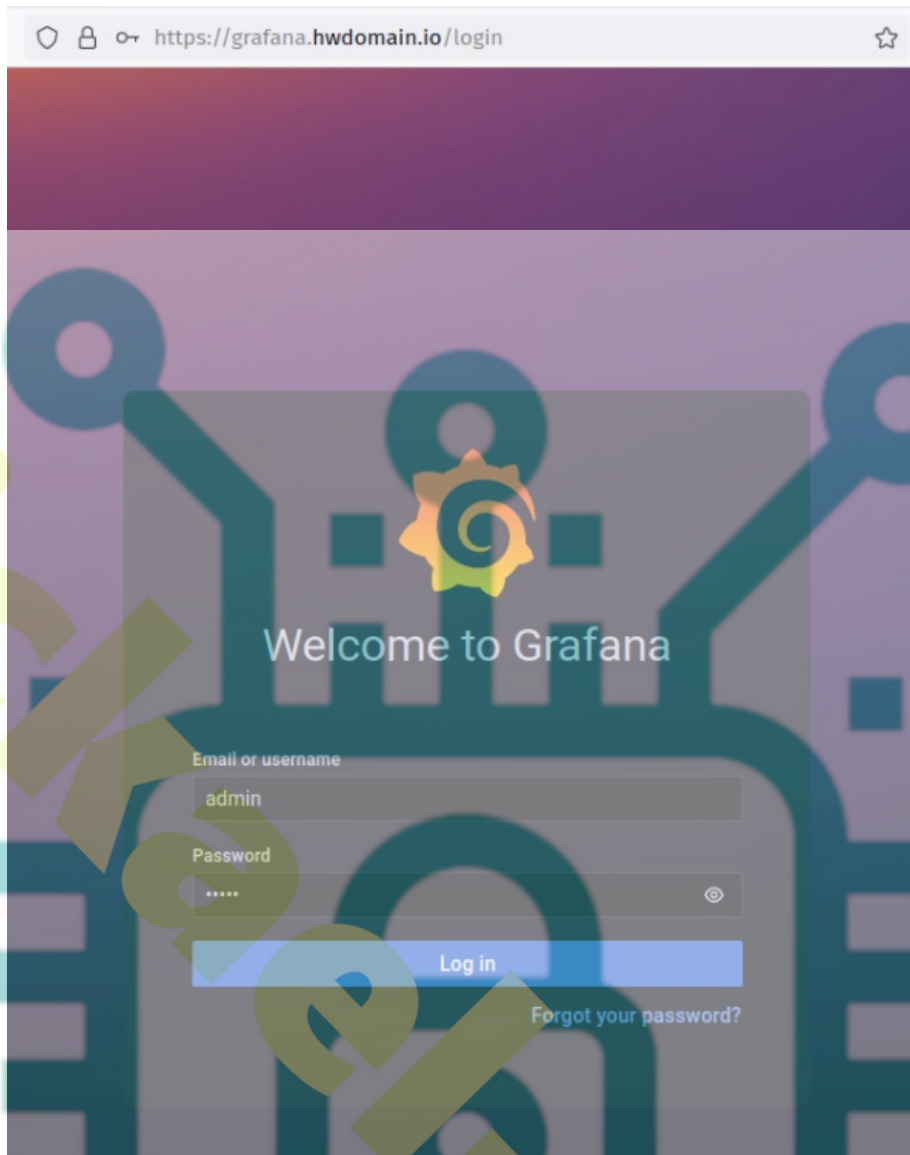 https://grafana.hwdomain.io/login
Welcome to Grafana
Email or username
admin
Password
•••••
Log in
Forgot your password?